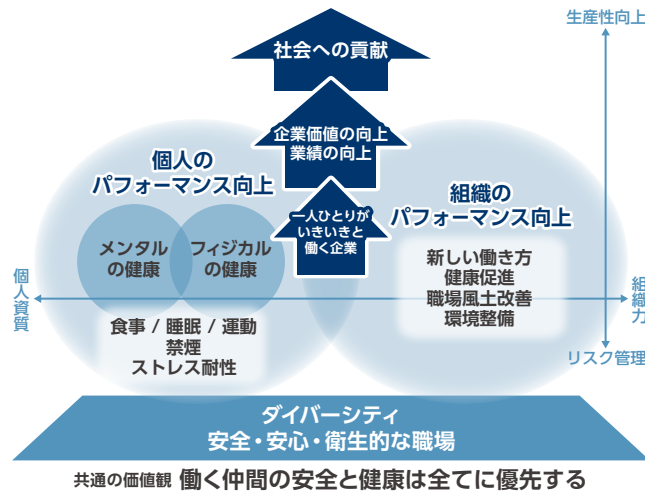 生産性向上
社会への貢献
企業価値の向上
業績の向上
個人の
パフォーマンス向上
組織の
パフォーマンス向上
一人ひとりが
いきいきと
働く企業
メンタル
の健康
フィジカル
の健康
新しい働き方
健康促進
職場風土改善
環境整備
個人資質
組織力
食事 / 睡眠 / 運動
禁煙
ストレス耐性
リスク管理
ダイバーシティ
安全・安心・衛生的な職場
共通の価値観 働く仲間の安全と健康は全てに優先する